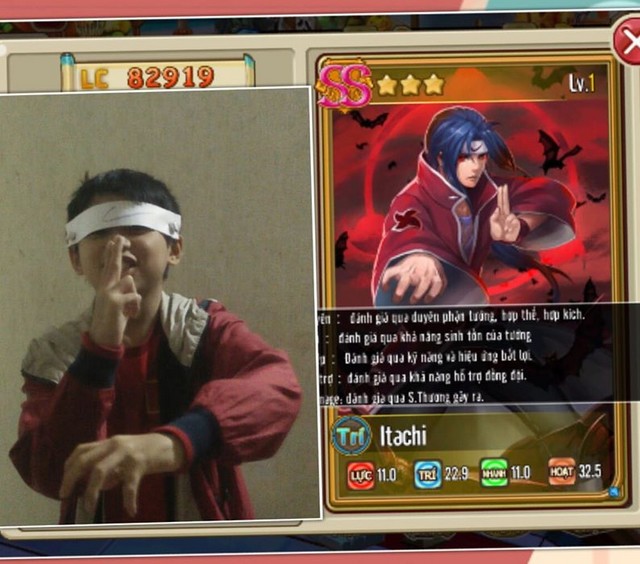 LC 82919
SS
Lv.1
yên : đánh giá qua duyên phận tướng, hợp thể, hợp kích.
: đánh giá qua khả năng sinh tồn của tướng
: Đánh giá qua kỹ năng và hiệu ứng bất lợi.
trợ : đánh giá qua khả năng hỗ trợ đồng đội.
mage: đánh giá qua S.Thương gây ra.
Trí Itachi
LỰC 11.0 TRÍ 22.9 NHANH 11.0 HOẠT 32.5